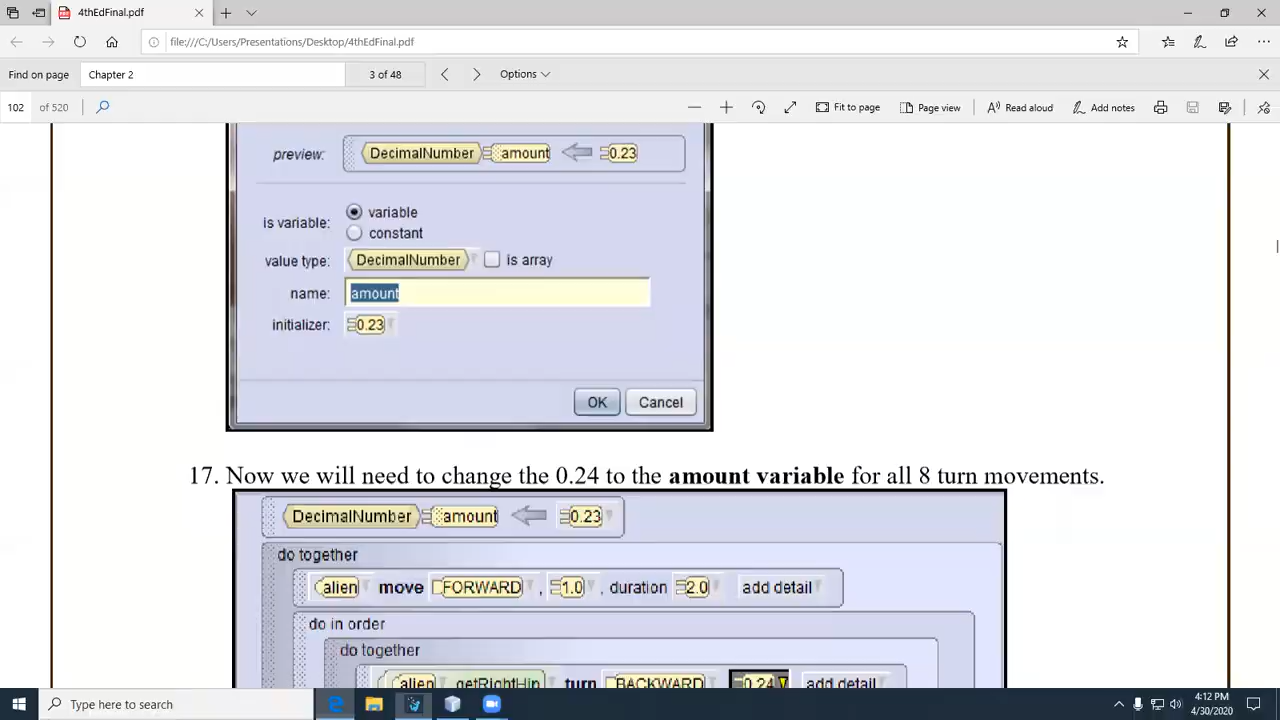 4thEdFinal.pdf
file:///C:/Users/Presentations/Desktop/4thEdFinal.pdf
Find on page Chapter 2 3 of 48 Options
102 of 520 Fit to page Page view Read aloud Add notes
preview: DecimalNumber amount 0.23
is variable: variable
constant
value type: DecimalNumber is array
name: amount
initializer: 0.23
OK Cancel
17. Now we will need to change the 0.24 to the amount variable for all 8 turn movements.
DecimalNumber amount 0.23
do together
alien move FORWARD , 1.0 , duration 2.0 add detail
do in order
do together
alien getRightHip turn BACKWARD 0.24 add detail
Type here to search
4:12 PM
4/30/2020